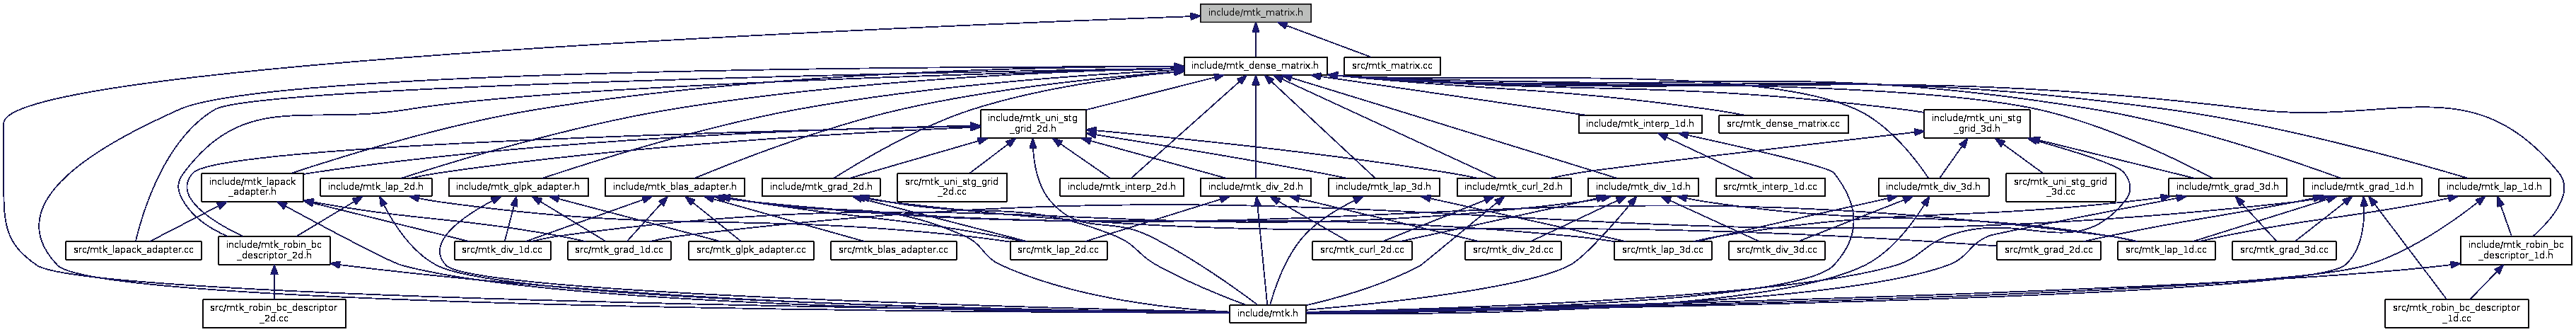 include/mtk_matrix.h
include/mtk_dense_matrix.h
src/mtk_matrix.cc
include/mtk_uni_stg
_grid_2d.h
include/mtk_interp_1d.h
src/mtk_dense_matrix.cc
include/mtk_uni_stg
_grid_3d.h
include/mtk_lapack
_adapter.h
include/mtk_lap_2d.h
include/mtk_glpk_adapter.h
include/mtk_blas_adapter.h
include/mtk_grad_2d.h
src/mtk_uni_stg_grid
_2d.cc
include/mtk_interp_2d.h
include/mtk_div_2d.h
include/mtk_lap_3d.h
include/mtk_curl_2d.h
include/mtk_div_1d.h
src/mtk_interp_1d.cc
include/mtk_div_3d.h
src/mtk_uni_stg_grid
_3d.cc
include/mtk_grad_3d.h
include/mtk_grad_1d.h
include/mtk_lap_1d.h
src/mtk_lapack_adapter.cc
include/mtk_robin_bc
_descriptor_2d.h
src/mtk_div_1d.cc
src/mtk_grad_1d.cc
src/mtk_glpk_adapter.cc
src/mtk_blas_adapter.cc
src/mtk_lap_2d.cc
src/mtk_curl_2d.cc
src/mtk_div_2d.cc
src/mtk_lap_3d.cc
src/mtk_div_3d.cc
src/mtk_grad_2d.cc
src/mtk_lap_1d.cc
src/mtk_grad_3d.cc
include/mtk_robin_bc
_descriptor_1d.h
src/mtk_robin_bc_descriptor
_2d.cc
include/mtk.h
src/mtk_robin_bc_descriptor
_1d.cc